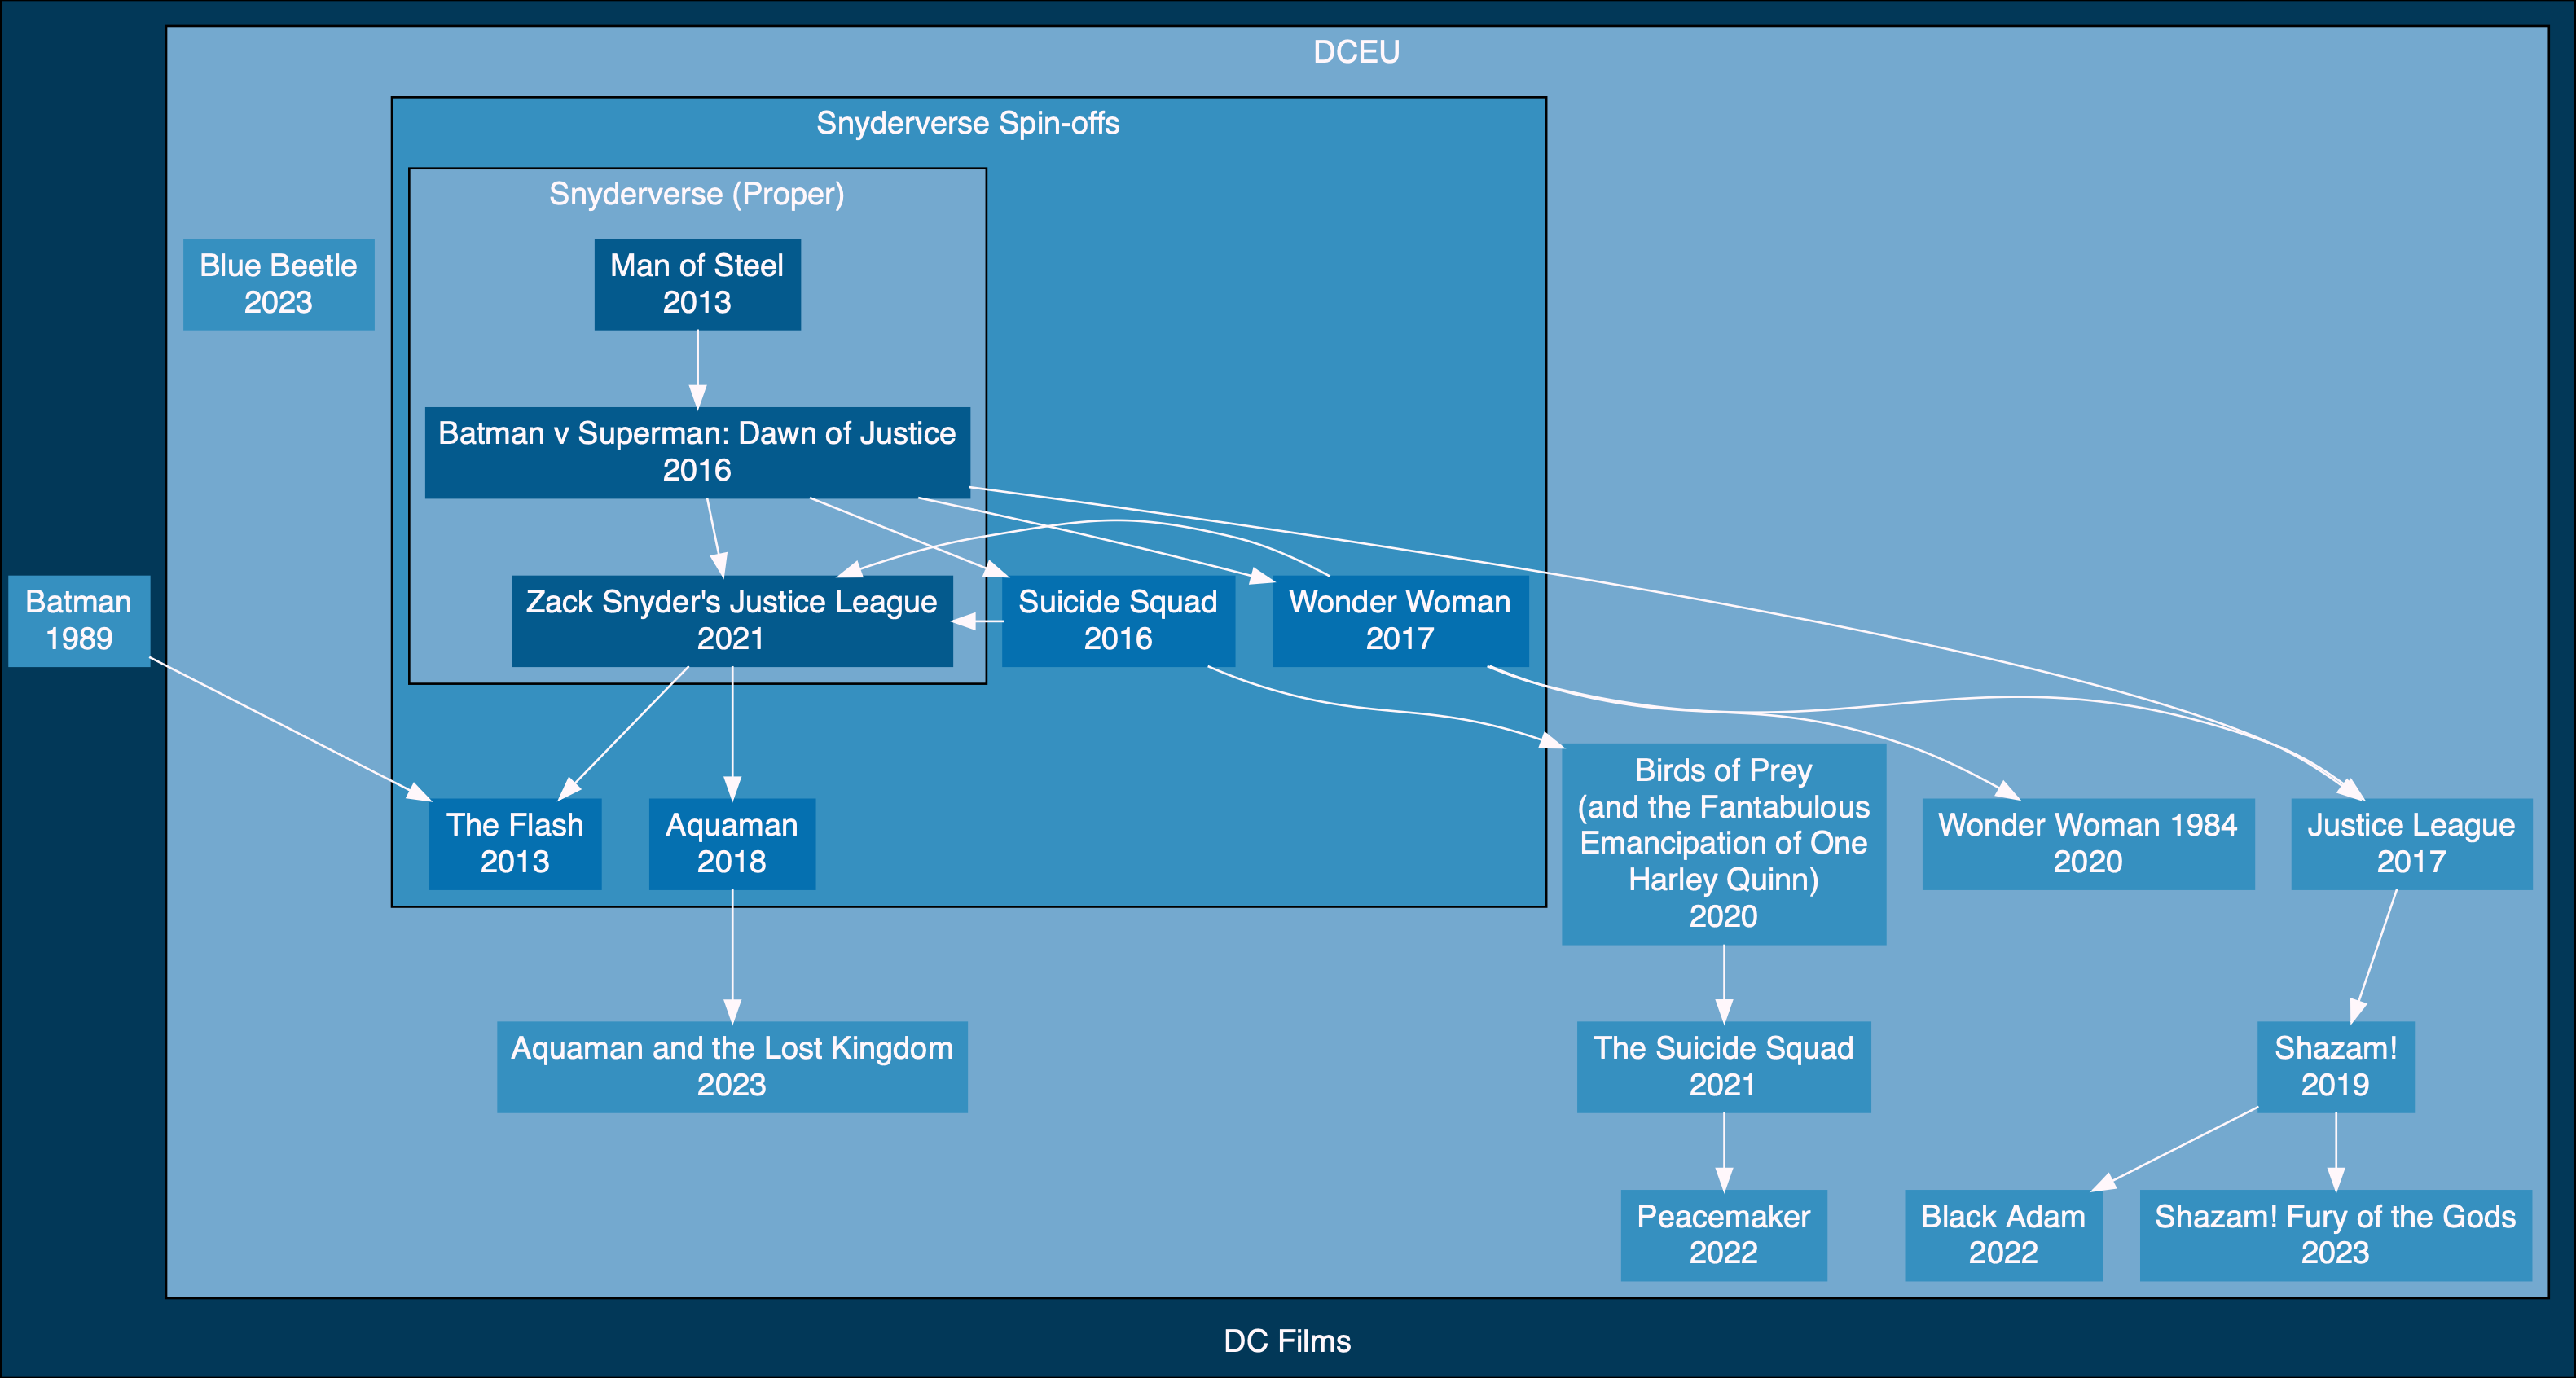 DCEU
Snyderverse Spin-offs
Snyderverse (Proper)
Blue Beetle
2023
Man of Steel
2013
Batman v Superman: Dawn of Justice
2016
Batman
1989
Zack Snyder's Justice League
2021
Suicide Squad
2016
Wonder Woman
2017
The Flash
2013
Aquaman
2018
Birds of Prey
(and the Fantabulous
Emancipation of One
Harley Quinn)
2020
Wonder Woman 1984
2020
Justice League
2017
Aquaman and the Lost Kingdom
2023
The Suicide Squad
2021
Shazam!
2019
Peacemaker
2022
Black Adam
2022
Shazam! Fury of the Gods
2023
DC Films